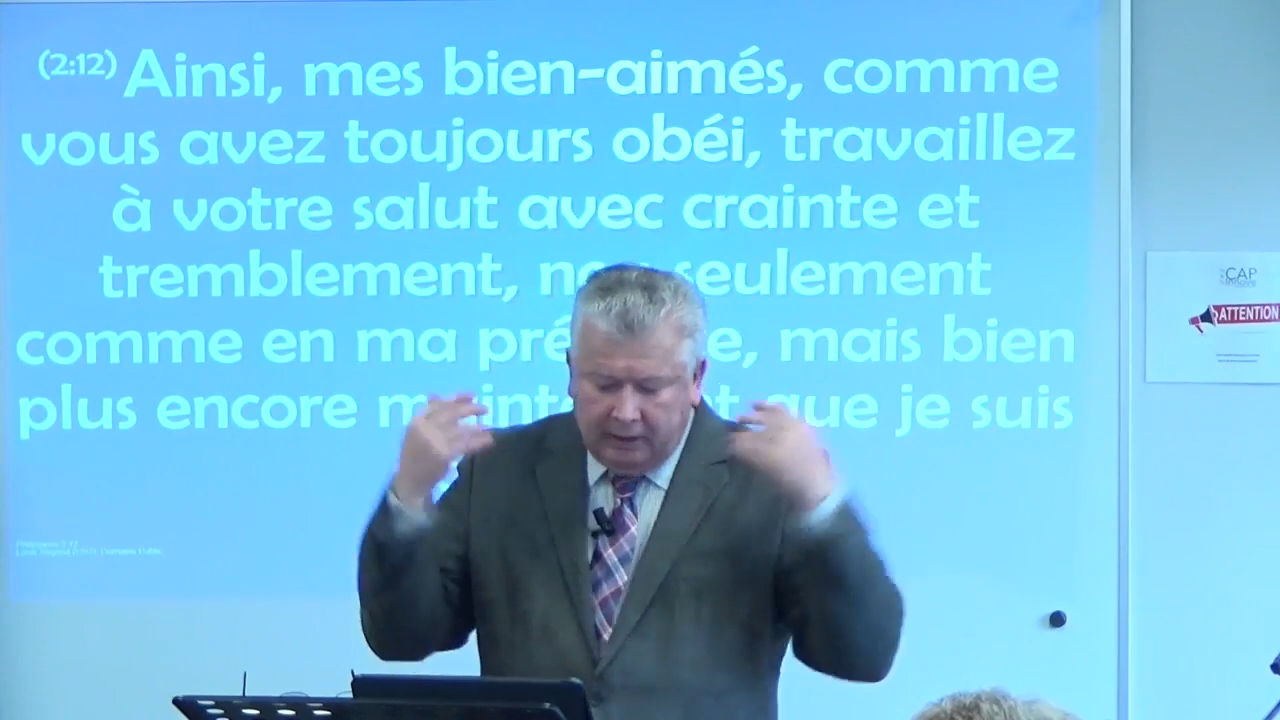 (2:12) Ainsi, mes bien-aimés, comme
vous avez toujours obéi, travaillez
à votre salut avec crainte et
tremblement, seulement
comme en ma mais bien
plus encore que je suis
CAP
ATTENTION